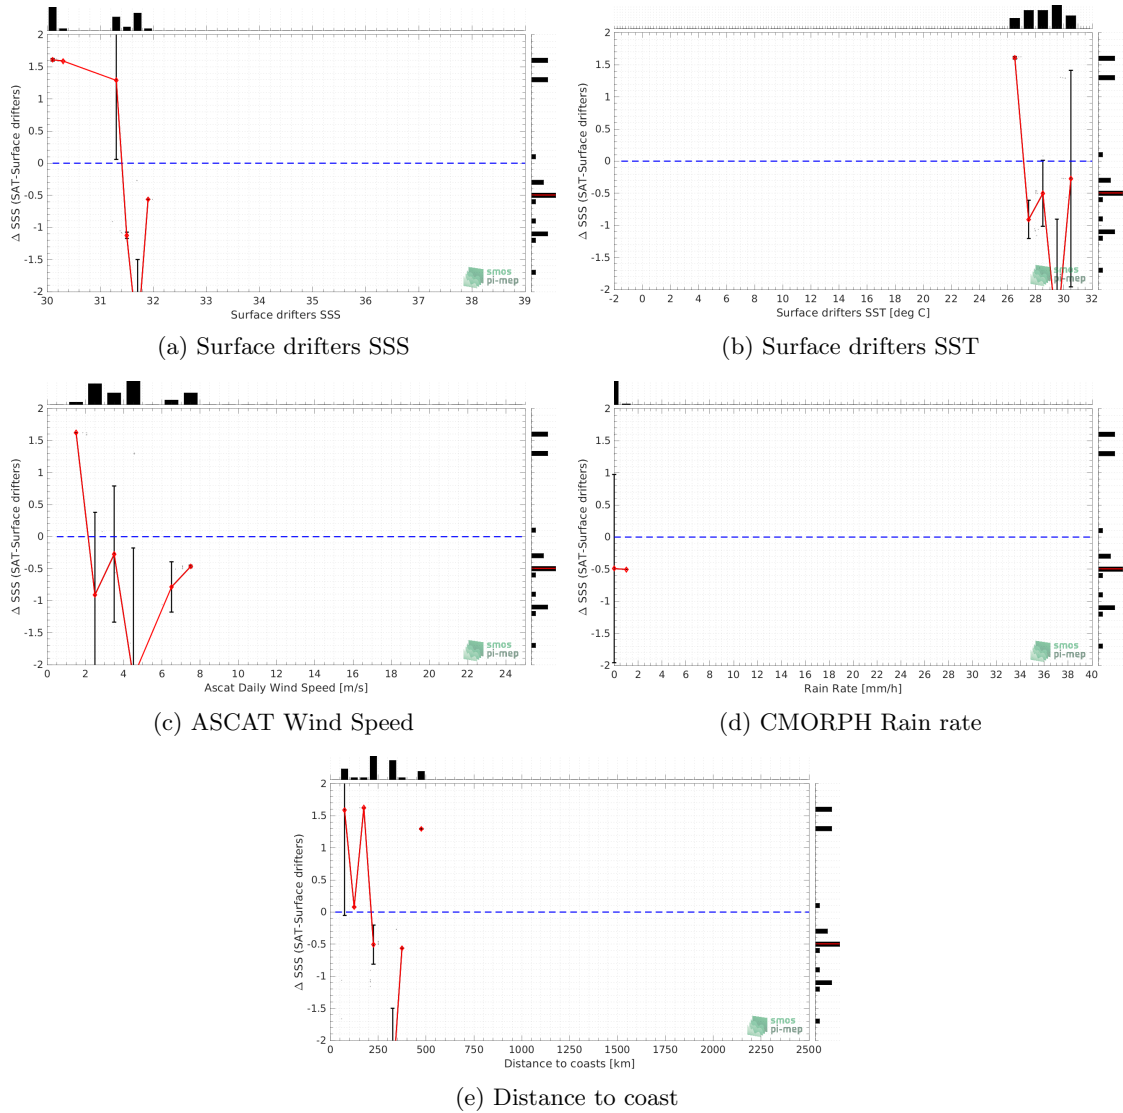 2
1.5
1
0.5
0
-0.5
-1
-1.5
-2
Δ SSS (SAT-Surface drifters)
30 31 32 33 34 35 36 37 38 39
Surface drifters SSS
smos
pi-mep
(a) Surface drifters SSS
2
1.5
1
0.5
0
-0.5
-1
-1.5
-2
Δ SSS (SAT-Surface drifters)
-2 0 2 4 6 8 10 12 14 16 18 20 22 24 26 28 30 32
Surface drifters SST [deg C]
smos
pi-mep
(b) Surface drifters SST
2
1.5
1
0.5
0
-0.5
-1
-1.5
-2
Δ SSS (SAT-Surface drifters)
0 2 4 6 8 10 12 14 16 18 20 22 24
Ascat Daily Wind Speed [m/s]
smos
pi-mep
(c) ASCAT Wind Speed
2
1.5
1
0.5
0
-0.5
-1
-1.5
-2
Δ SSS (SAT-Surface drifters)
0 2 4 6 8 10 12 14 16 18 20 22 24 26 28 30 32 34 36 38 40
Rain Rate [mm/h]
smos
pi-mep
(d) CMORPH Rain rate
2
1.5
1
0.5
0
-0.5
-1
-1.5
-2
Δ SSS (SAT-Surface drifters)
0 250 500 750 1000 1250 1500 1750 2000 2250 2500
Distance to coasts [km]
smos
pi-mep
(e) Distance to coast